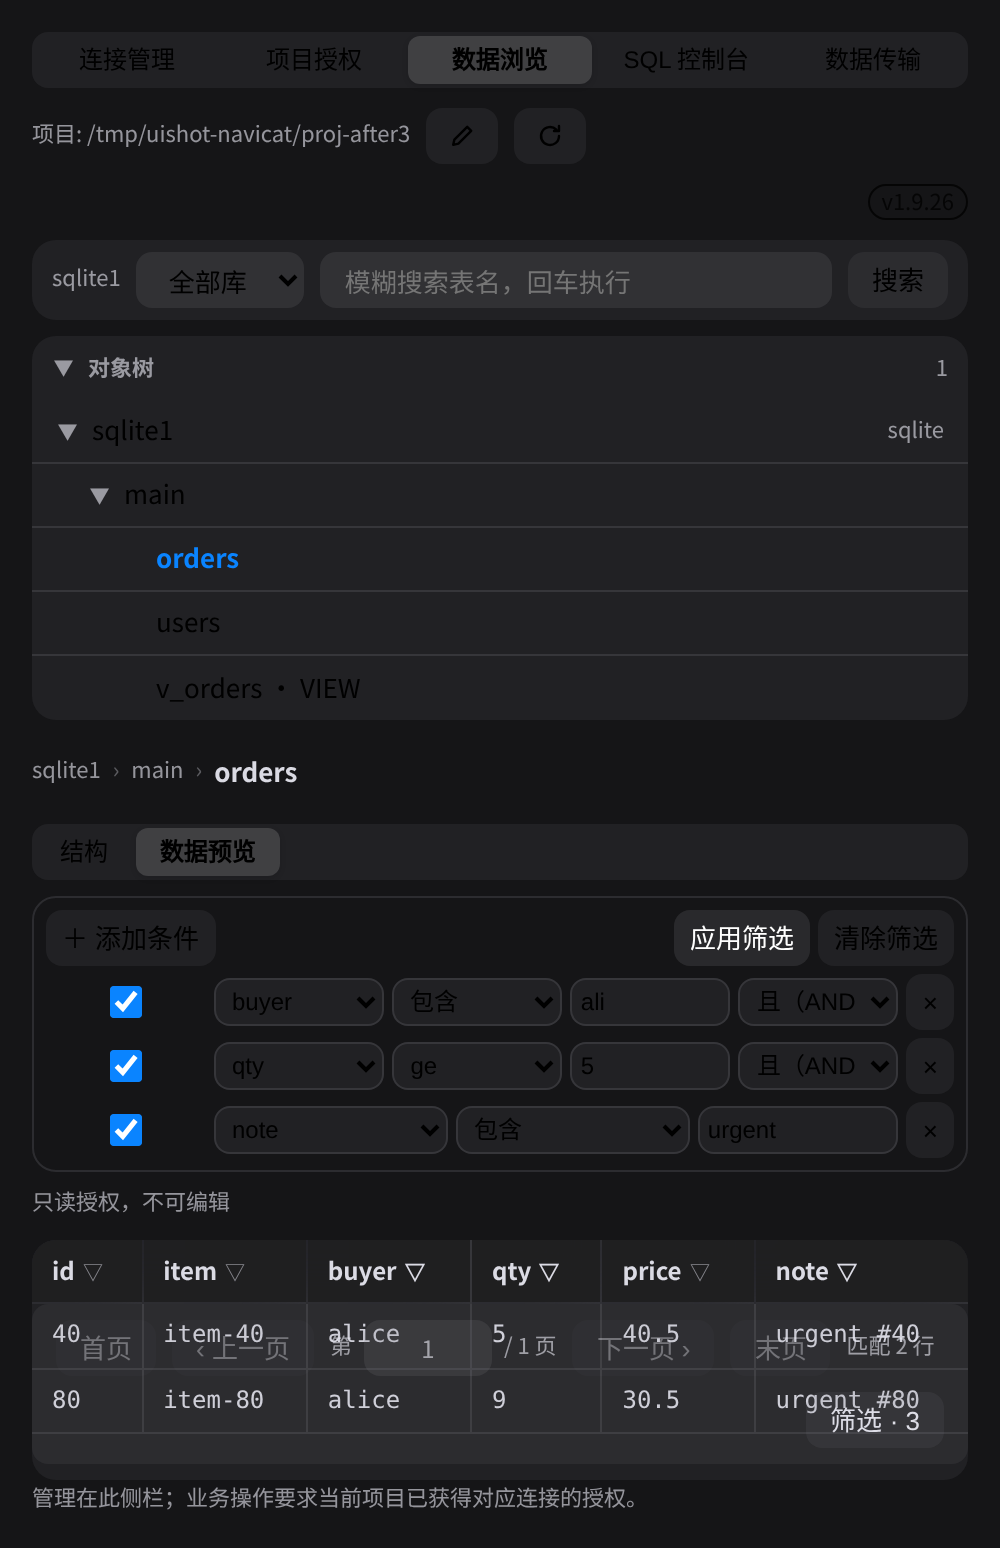 连接管理 项目授权 数据浏览 SQL 控制台 数据传输
项目: /tmp/uishot-navicat/proj-after3
v1.9.26
sqlite1 全部库 模糊搜索表名，回车执行 搜索
▼ 对象树 1
▼ sqlite1 sqlite
▼ main
orders
users
v_orders · VIEW
sqlite1 › main › orders
结构 数据预览
＋ 添加条件 应用筛选 清除筛选
buyer 包含 ali 且（AND ×
qty ge 5 且（AND ×
note 包含 urgent ×
只读授权，不可编辑
id ▽ item ▽ buyer ▽ qty ▽ price ▽ note ▽
40 item-40 alice 5 40.5 urgent #40
首页 ‹ 上一页 第 1 / 1 页 下一页 › 末页 匹配 2 行
80 item-80 alice 9 30.5 urgent #80
筛选 · 3
管理在此侧栏；业务操作要求当前项目已获得对应连接的授权。